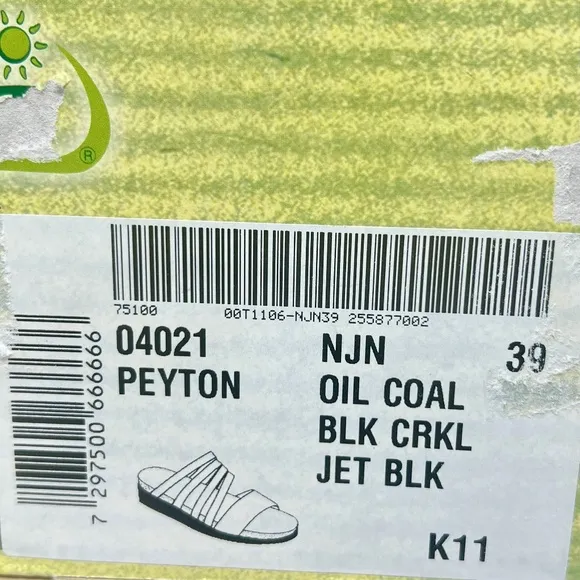 ®
75100 00T1106-NJN39 255877002
04021 NJN 39
PEYTON OIL COAL
BLK CRKL
JET BLK
K11
7 297500 666666